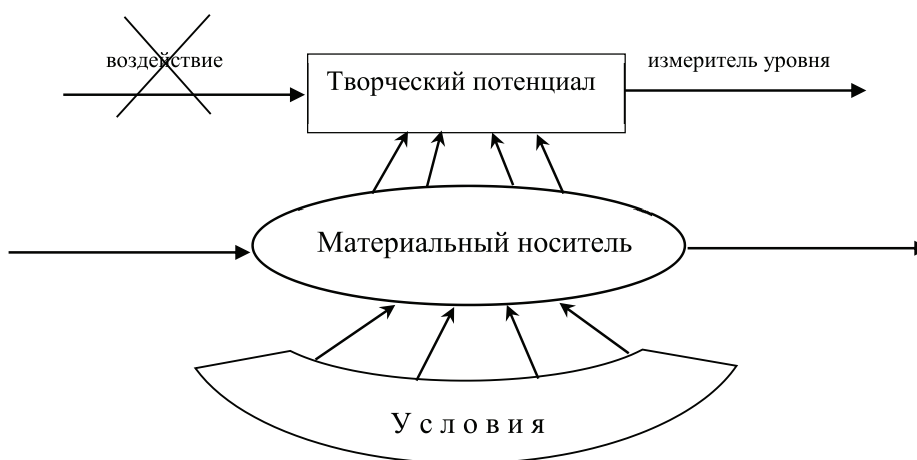 воздействие
Творческий потенциал
измеритель уровня
Материальный носитель
У с л о в и я